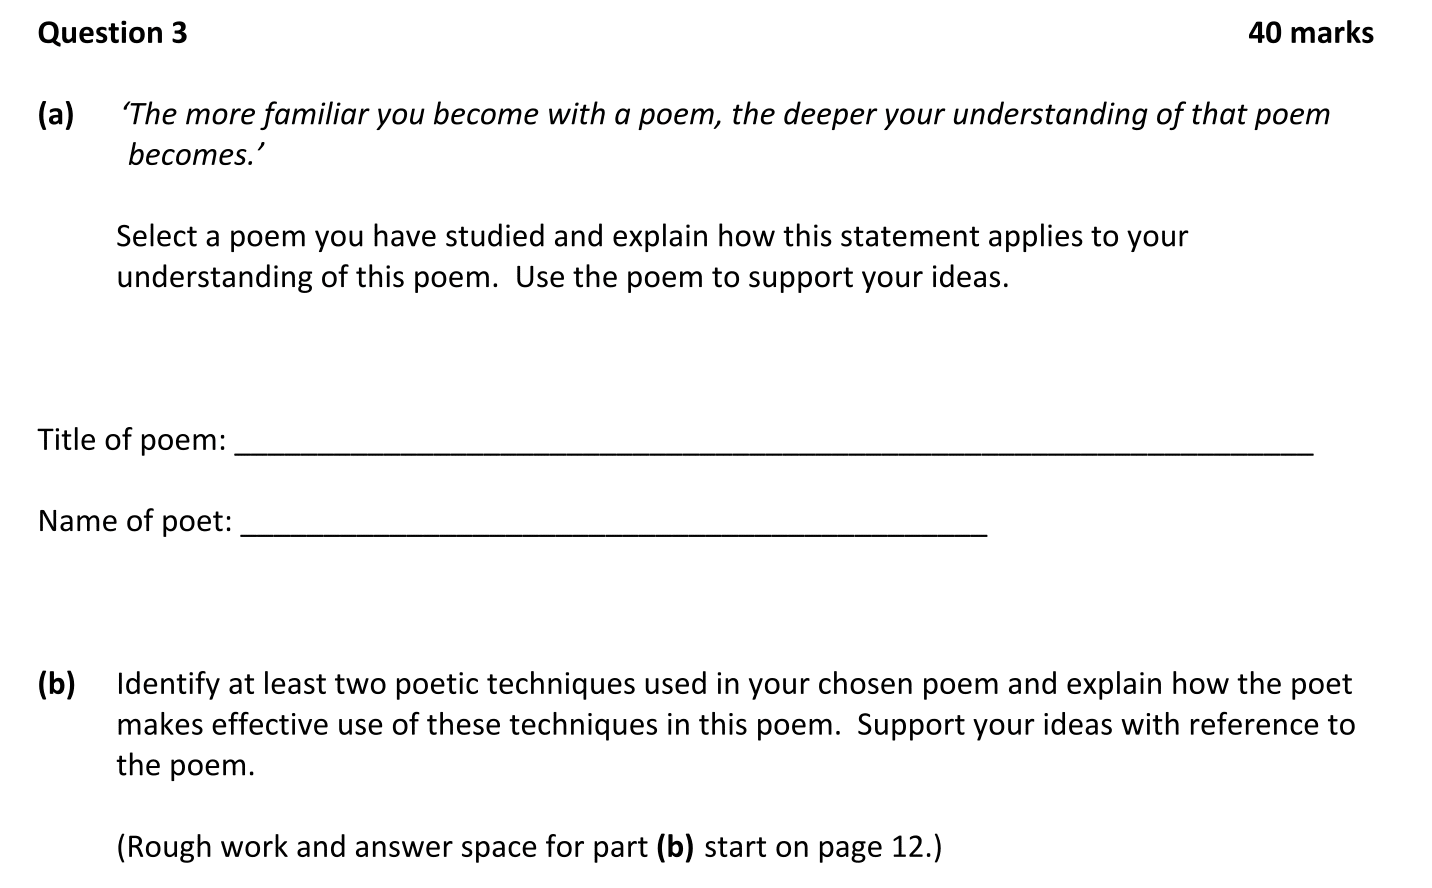 Question 3 40 marks
(a) ‘The more familiar you become with a poem, the deeper your understanding of that poem
becomes.’
Select a poem you have studied and explain how this statement applies to your
understanding of this poem. Use the poem to support your ideas.
Title of poem: ________________________________________________________________
Name of poet: ____________________________________________
(b) Identify at least two poetic techniques used in your chosen poem and explain how the poet
makes effective use of these techniques in this poem. Support your ideas with reference to
the poem.
(Rough work and answer space for part (b) start on page 12.)